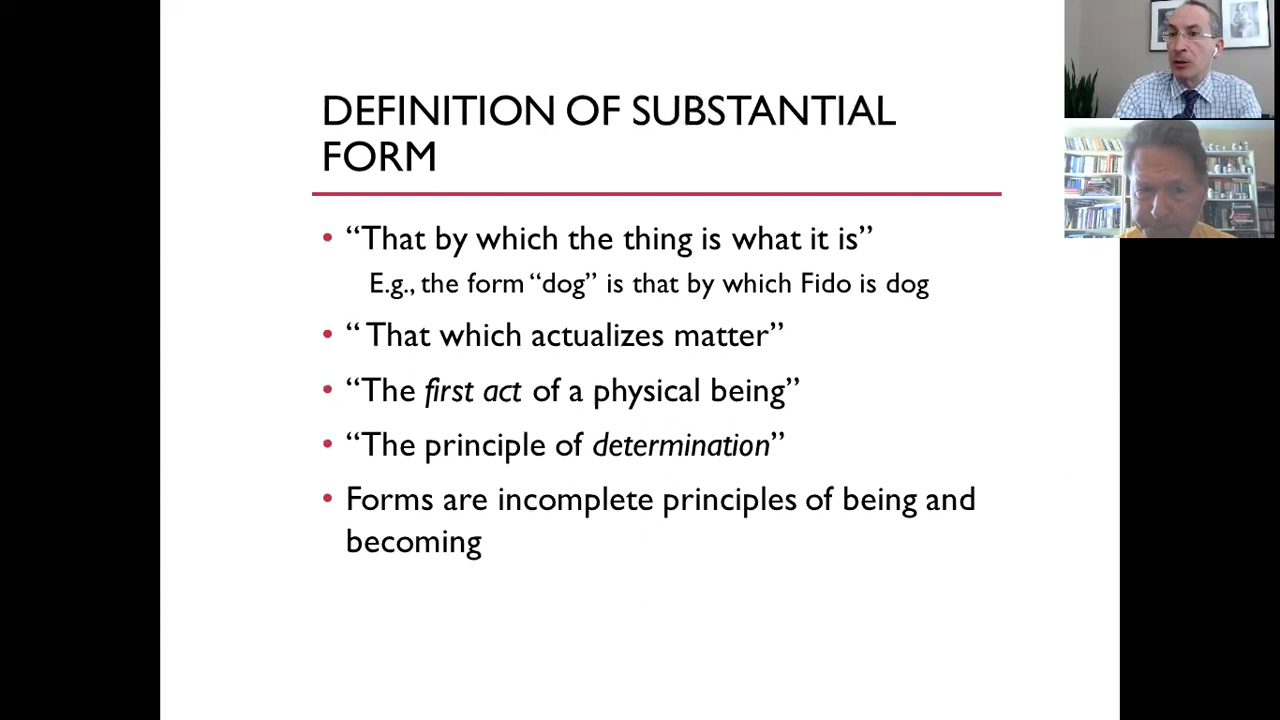 DEFINITION OF SUBSTANTIAL
FORM
• “That by which the thing is what it is”
E.g., the form “dog” is that by which Fido is dog
• “ That which actualizes matter”
• “The first act of a physical being”
• “The principle of determination”
• Forms are incomplete principles of being and
becoming